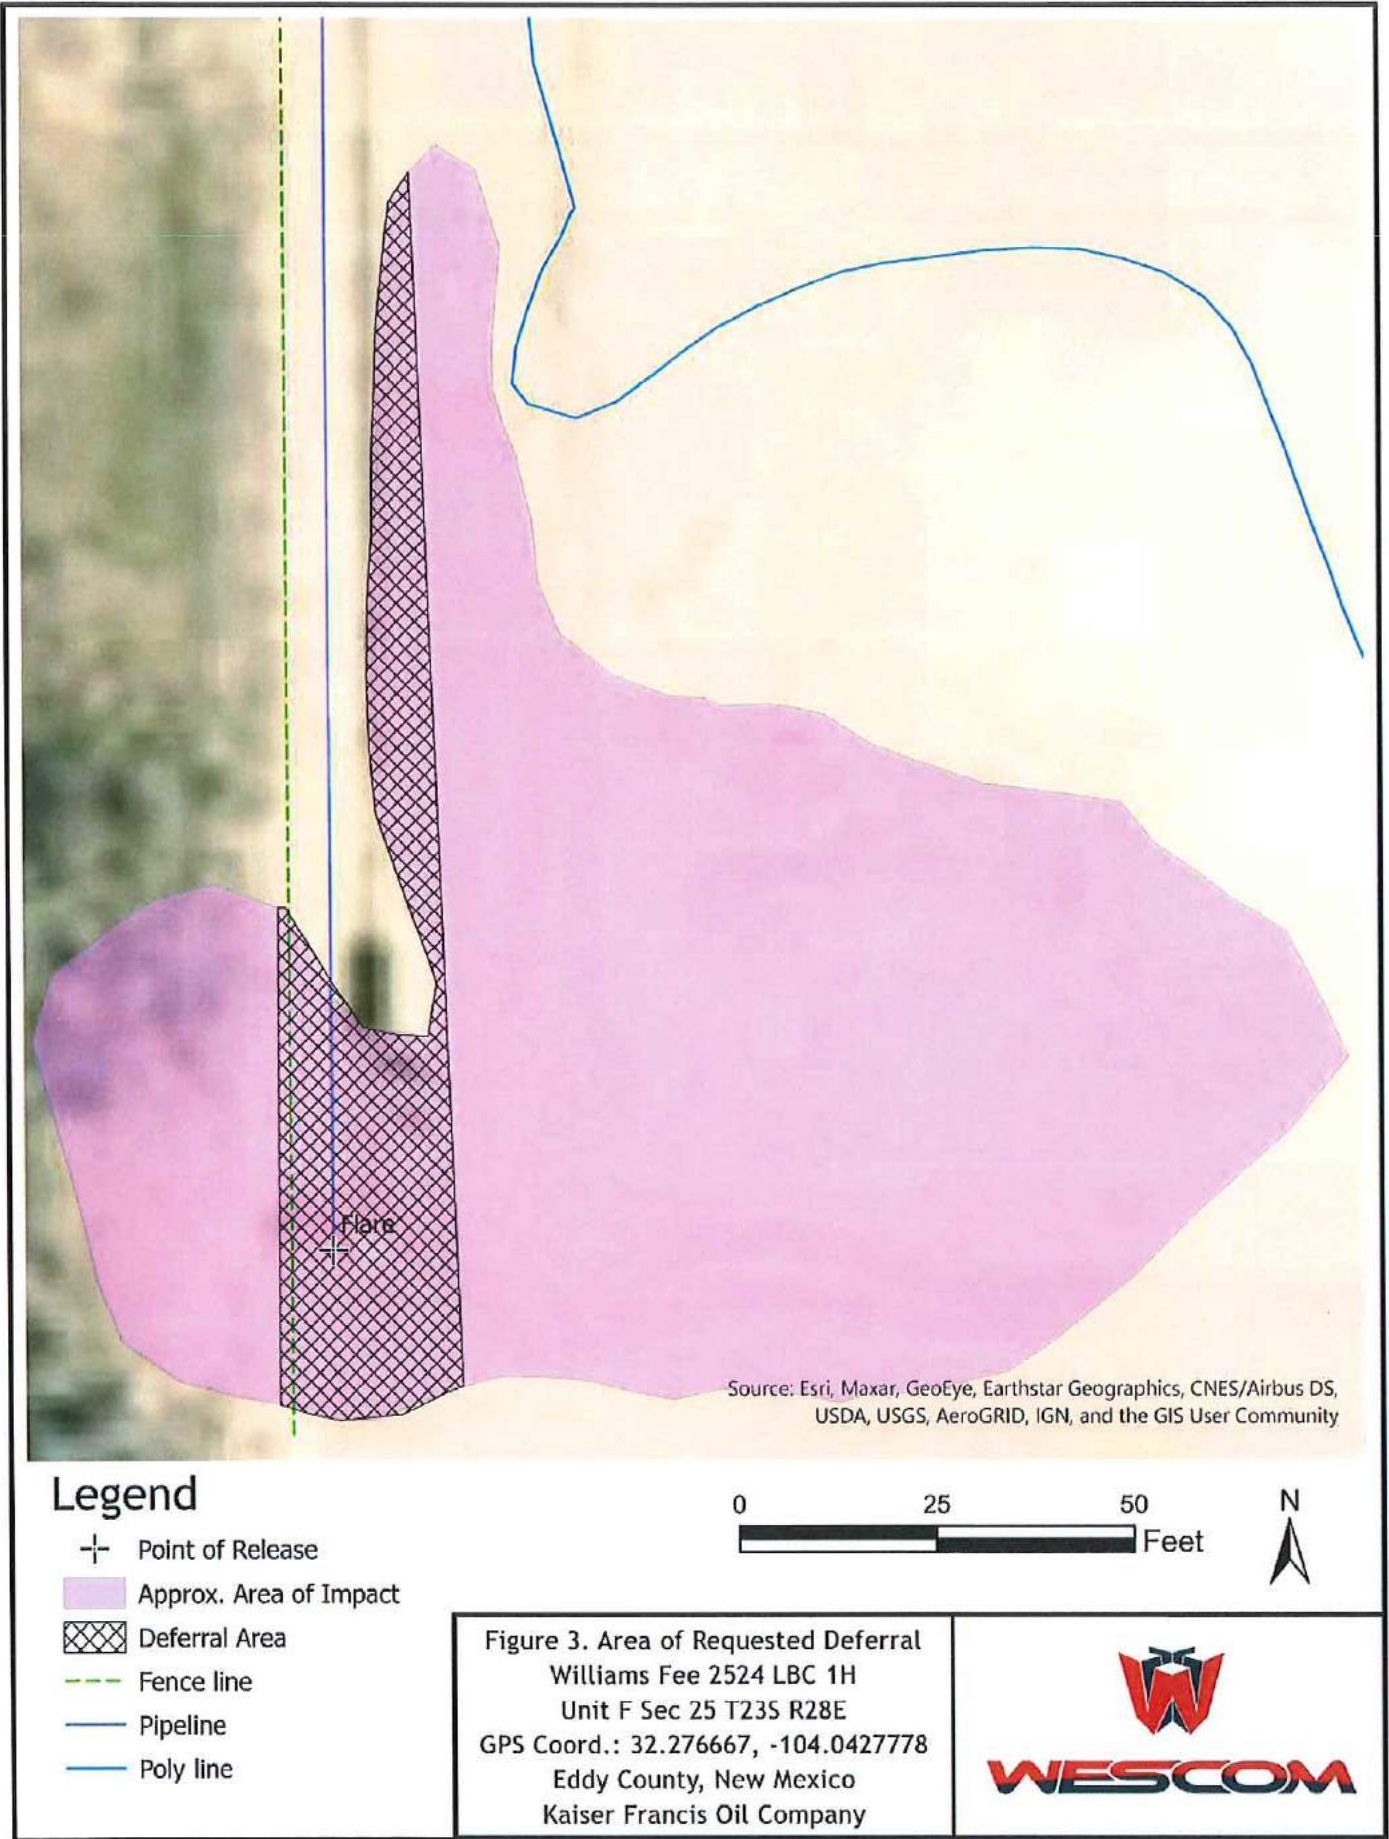 Flare
Source: Esri, Maxar, GeoEye, Earthstar Geographics, CNES/Airbus DS,
USDA, USGS, AeroGRID, IGN, and the GIS User Community
Legend
Point of Release
Approx. Area of Impact
Deferral Area
Fence line
Pipeline
Poly line
0 25 50
Feet
N
Figure 3. Area of Requested Deferral
Williams Fee 2524 LBC 1H
Unit F Sec 25 T23S R28E
GPS Coord.: 32.276667, -104.0427778
Eddy County, New Mexico
Kaiser Francis Oil Company
WESCOM